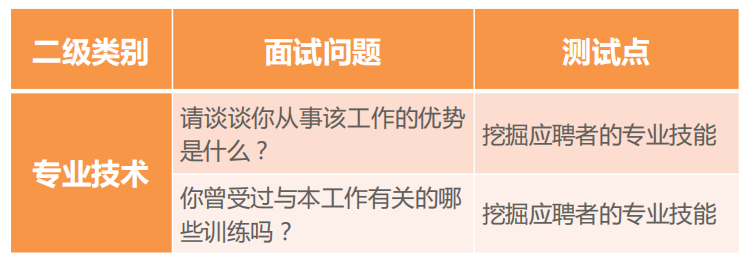 二级类别
面试问题
测试点
专业技术
请谈谈你从事该工作的优势
是什么？
挖掘应聘者的专业技能
你曾受过与本工作有关的哪
些训练吗？
挖掘应聘者的专业技能